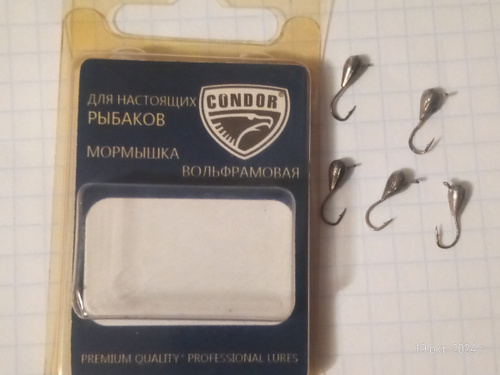 ДЛЯ НАСТОЯЩИХ
РЫБАКОВ
CONDOR®
МОРМЫШКА
ВОЛЬФРАМОВАЯ
PREMIUM QUALITY* PROFESSIONAL LURES